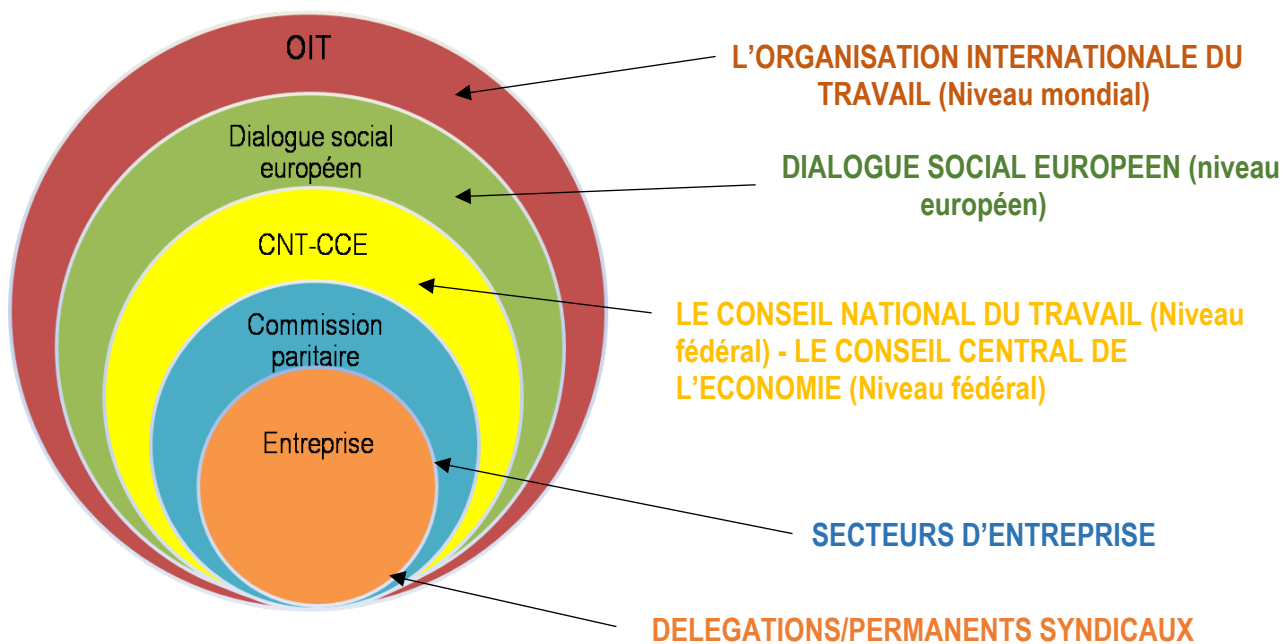 OIT
Dialogue social
européen
CNT-CCE
Commission
paritaire
Entreprise
L’ORGANISATION INTERNATIONALE DU
TRAVAIL (Niveau mondial)
DIALOGUE SOCIAL EUROPEEN (niveau
européen)
LE CONSEIL NATIONAL DU TRAVAIL (Niveau
fédéral) - LE CONSEIL CENTRAL DE
L’ECONOMIE (Niveau fédéral)
SECTEURS D’ENTREPRISE
DELEGATIONS/PERMANENTS SYNDICAUX